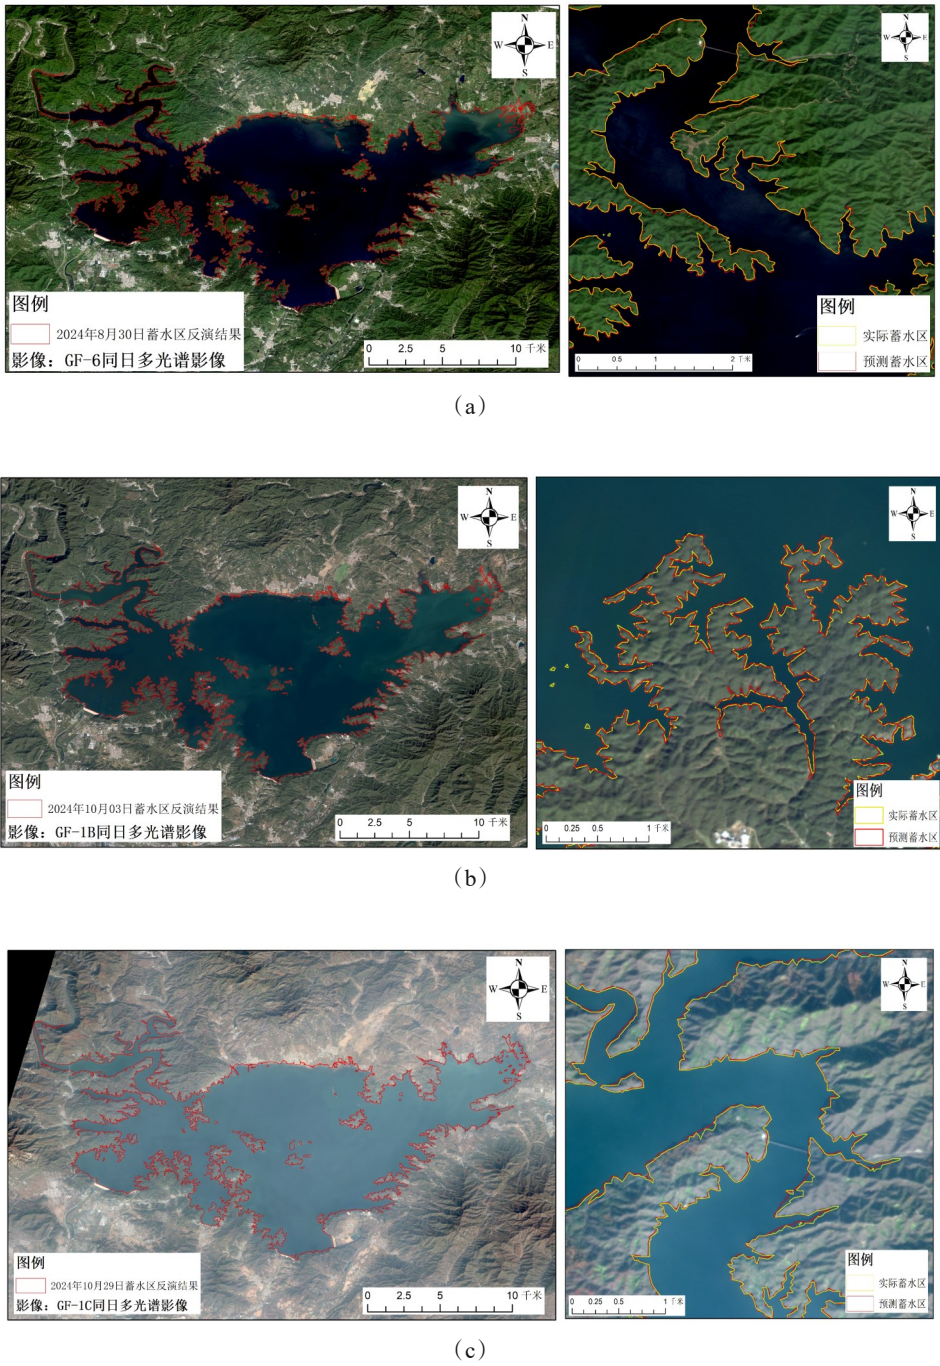 N
W E
S
图例
2024年8月30日蓄水区反演结果
影像：GF-6同日多光谱影像
0 2.5 5 10 千米
N
W E
S
图例
实际蓄水区
预测蓄水区
0 0.5 1 2 千米
（a）
N
W E
S
图例
2024年10月03日蓄水区反演结果
影像：GF-1B同日多光谱影像
0 2.5 5 10 千米
N
W E
S
图例
实际蓄水区
预测蓄水区
0 0.25 0.5 1 千米
（b）
N
W E
S
图例
2024年10月29日蓄水区反演结果
影像：GF-1C同日多光谱影像
0 2.5 5 10 千米
N
W E
S
图例
实际蓄水区
预测蓄水区
0 0.25 0.5 1 千米
（c）